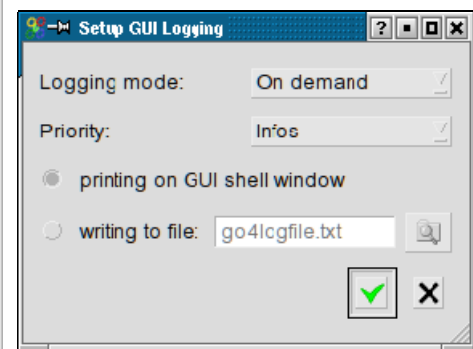 Setup GUI Logging
Logging mode: On demand
Priority: Infos
printing on GUI shell window
writing to file: go4logfile.txt